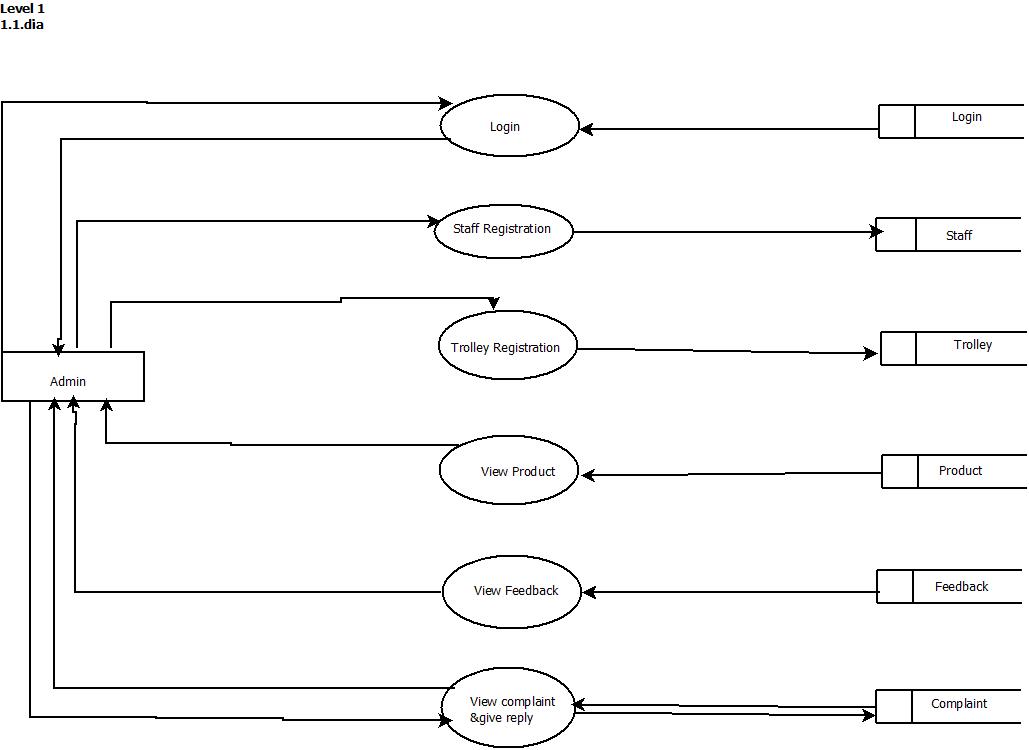 Level 1
1.1.dia
Login
Login
Staff Registration
Staff
Trolley Registration
Trolley
Admin
View Product
Product
View Feedback
Feedback
View complaint
&give reply
Complaint